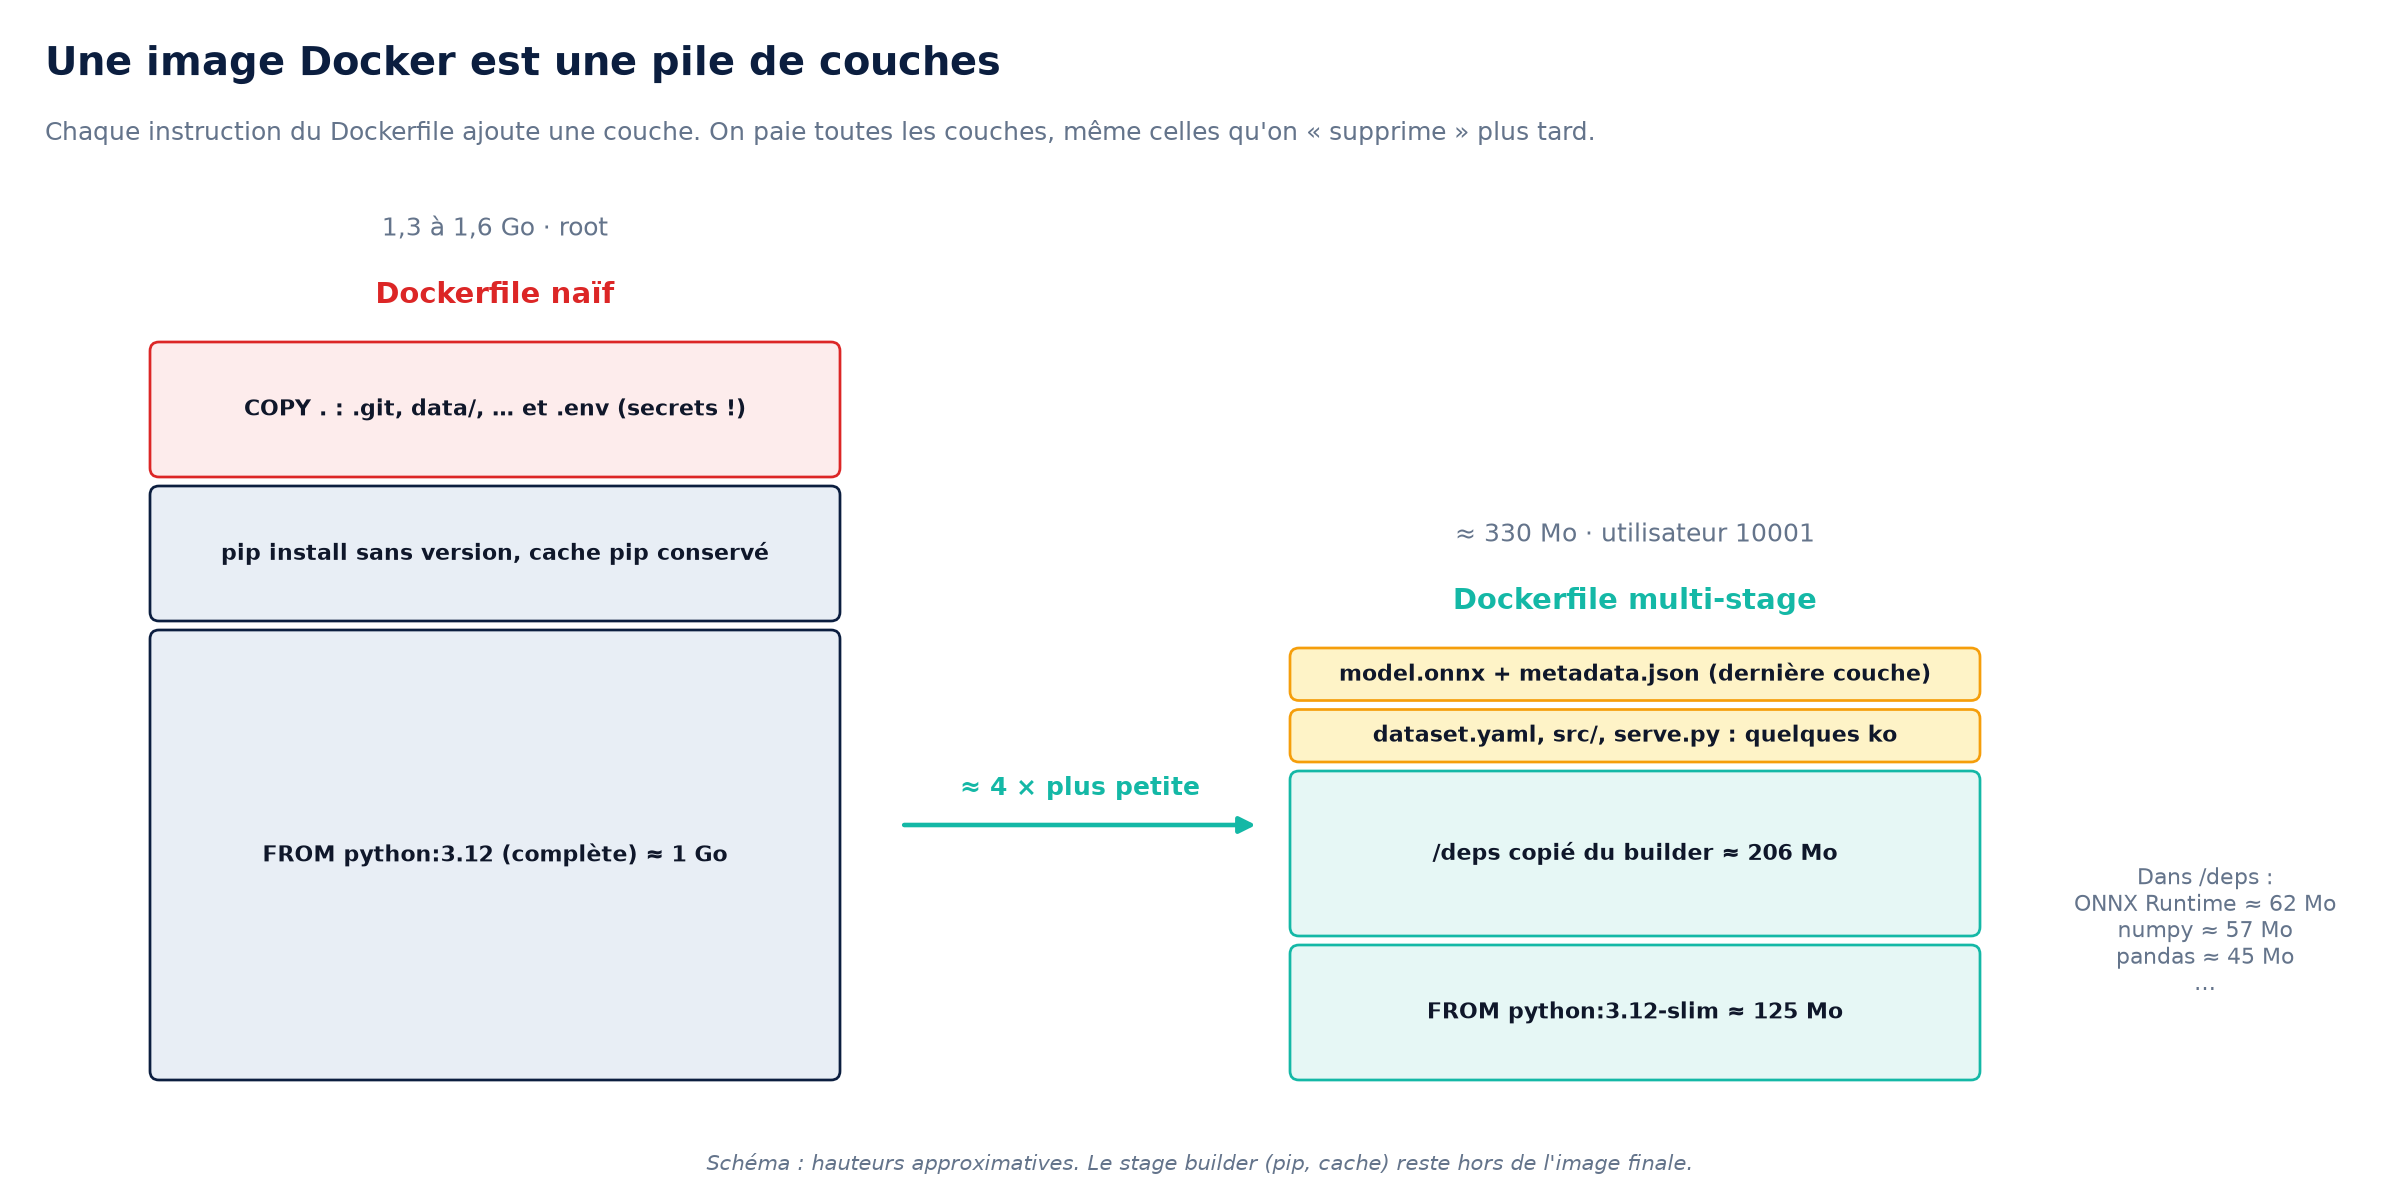 Une image Docker est une pile de couches
Chaque instruction du Dockerfile ajoute une couche. On paie toutes les couches, même celles qu'on « supprime » plus tard.
1,3 à 1,6 Go · root
Dockerfile naïf
COPY . : .git, data/, … et .env (secrets !)
pip install sans version, cache pip conservé
FROM python:3.12 (complète) ≈ 1 Go
≈ 4 × plus petite
≈ 330 Mo · utilisateur 10001
Dockerfile multi-stage
model.onnx + metadata.json (dernière couche)
dataset.yaml, src/, serve.py : quelques ko
/deps copié du builder ≈ 206 Mo
FROM python:3.12-slim ≈ 125 Mo
Dans /deps :
ONNX Runtime ≈ 62 Mo
numpy ≈ 57 Mo
pandas ≈ 45 Mo
…
Schéma : hauteurs approximatives. Le stage builder (pip, cache) reste hors de l'image finale.